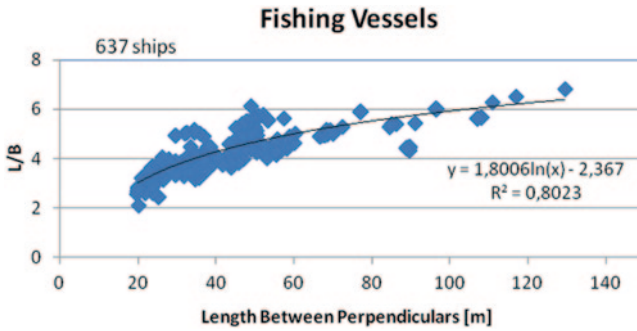 Fishing Vessels
637 ships
8
6
4
2
0
L/B
y = 1,8006ln(x) - 2,367
R² = 0,8023
0 20 40 60 80 100 120 140
Length Between Perpendiculars [m]